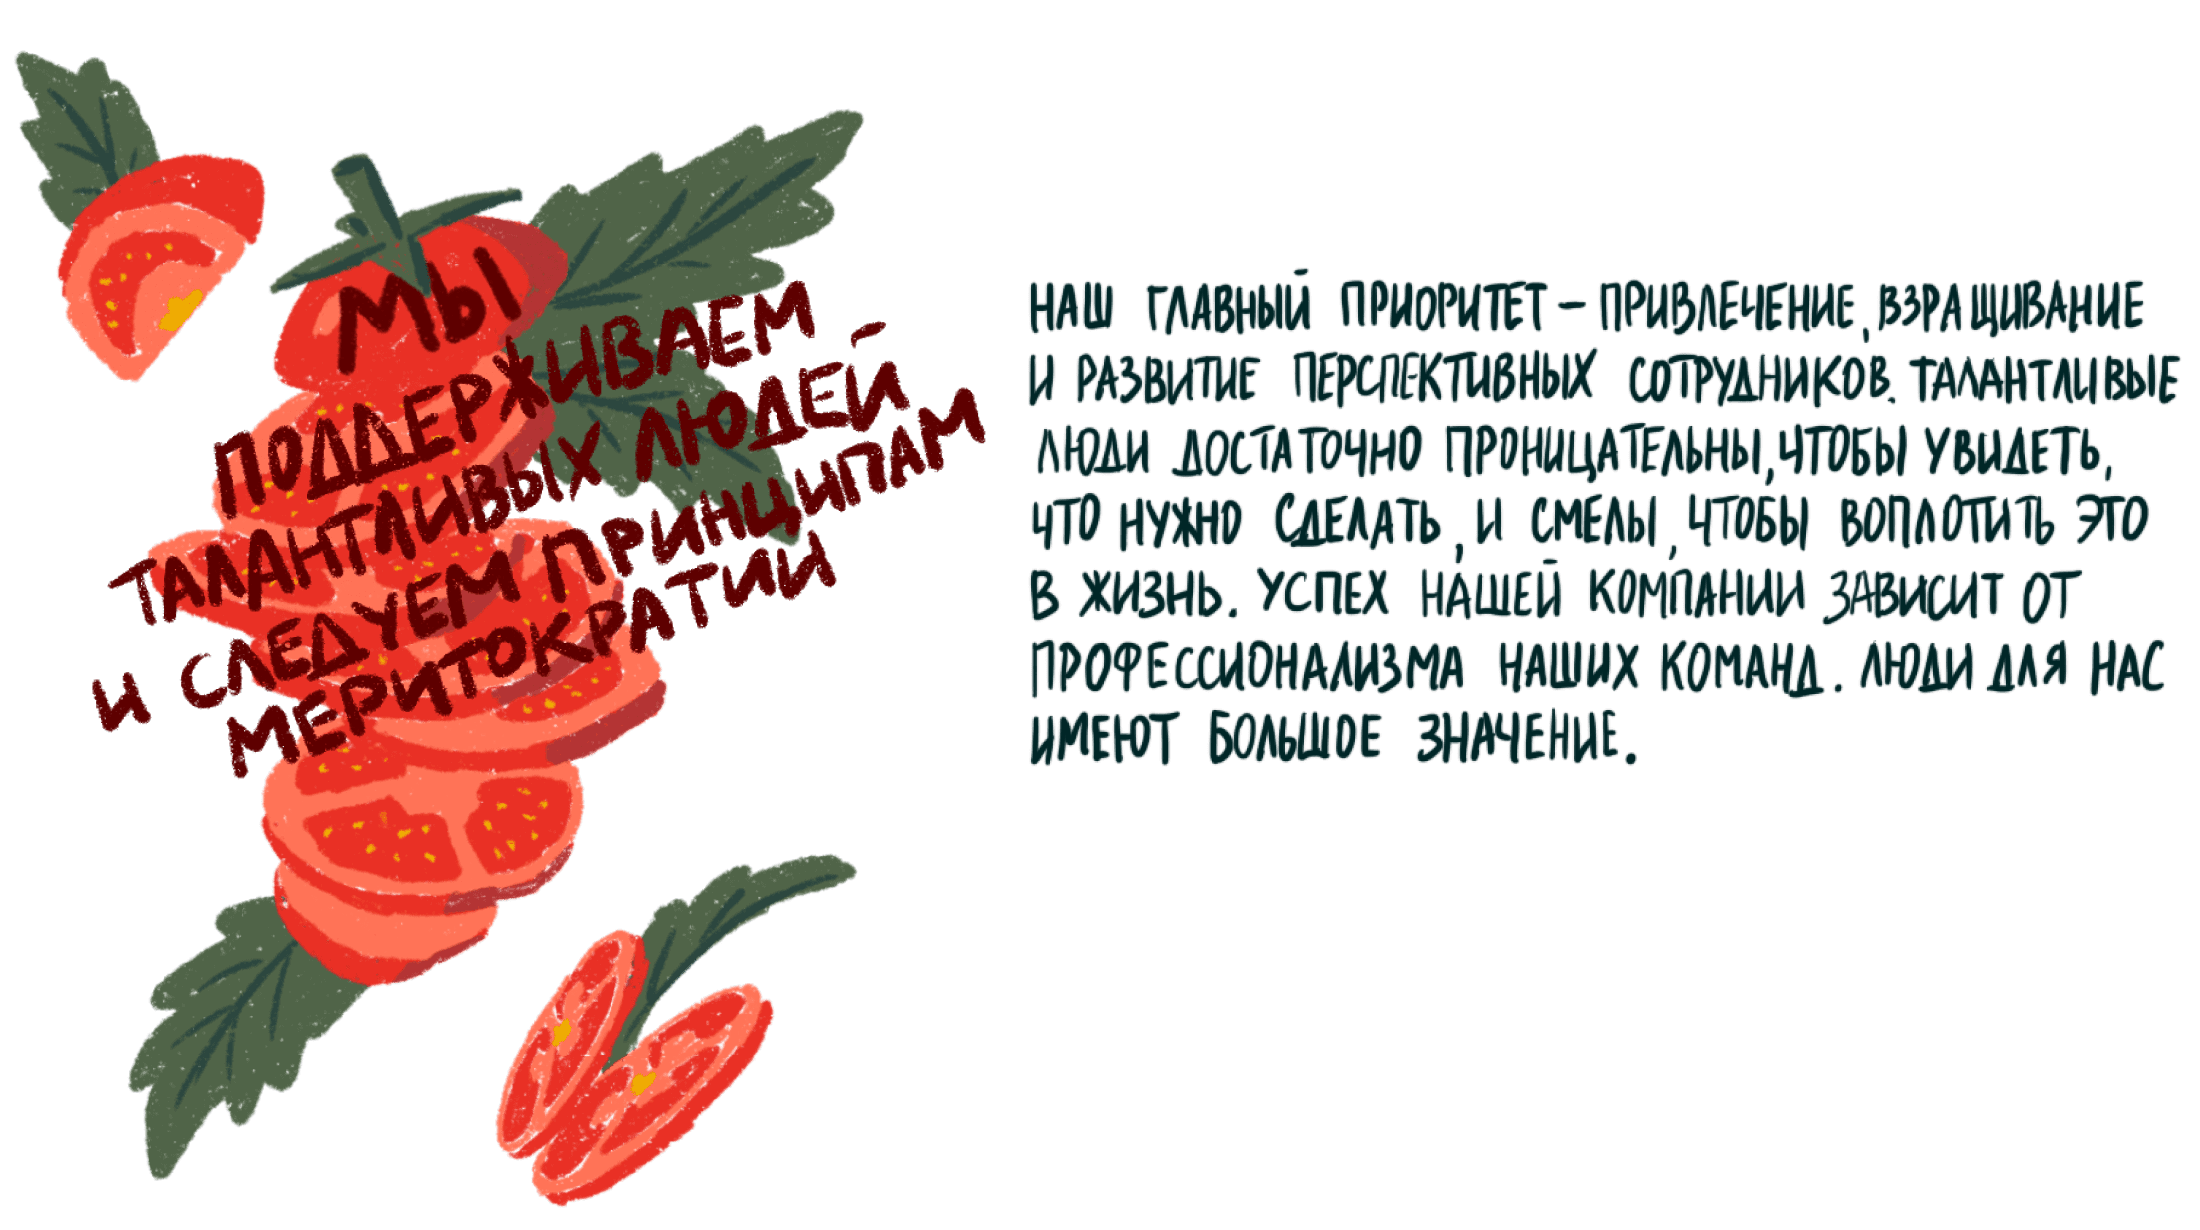 МЫ
ПОДДЕРЖИВАЕМ
ТАЛАНТЛИВЫХ ЛЮДЕЙ
И СЛЕДУЕМ ПРИНЦИПАМ
МЕРИТОКРАТИИ
НАШ ГЛАВНЫЙ ПРИОРИТЕТ – ПРИВЛЕЧЕНИЕ, ВЗРАЩИВАНИЕ
И РАЗВИТИЕ ПЕРСПЕКТИВНЫХ СОТРУДНИКОВ. ТАЛАНТЛИВЫЕ
ЛЮДИ ДОСТАТОЧНО ПРОНИЦАТЕЛЬНЫ, ЧТОБЫ УВИДЕТЬ,
ЧТО НУЖНО СДЕЛАТЬ, И СМЕЛЫ, ЧТОБЫ ВОПЛОТИТЬ ЭТО
В ЖИЗНЬ. УСПЕХ НАШЕЙ КОМПАНИИ ЗАВИСИТ ОТ
ПРОФЕССИОНАЛИЗМА НАШИХ КОМАНД. ЛЮДИ ДЛЯ НАС
ИМЕЮТ БОЛЬШОЕ ЗНАЧЕНИЕ.